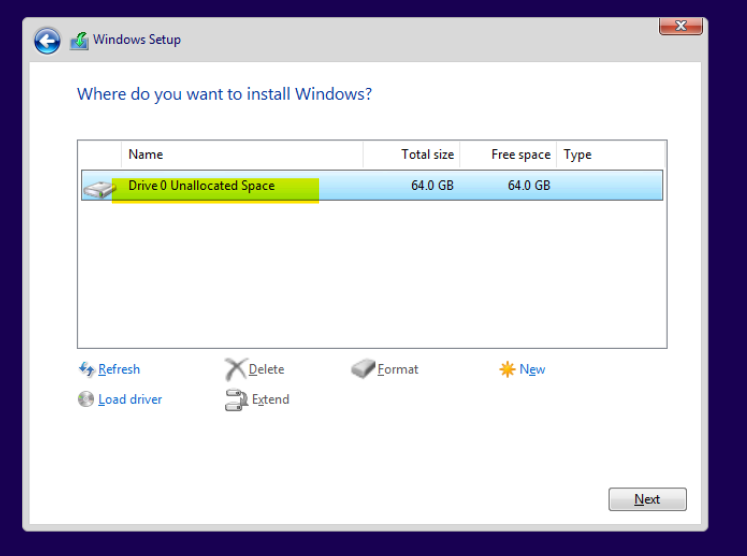 Windows Setup
Where do you want to install Windows?
Name Total size Free space Type
Drive 0 Unallocated Space 64.0 GB 64.0 GB
Refresh Delete Format New
Load driver Extend
Next